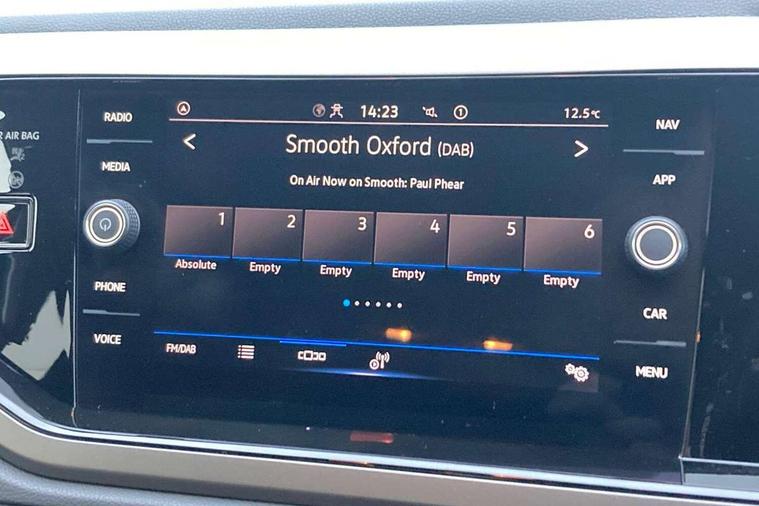 R AIR BAG
RADIO
MEDIA
PHONE
VOICE
14:23
1
12.5°C
Smooth Oxford (DAB)
On Air Now on Smooth: Paul Phear
1 2 3 4 5 6
Absolute Empty Empty Empty Empty Empty
FM/DAB
NAV
APP
CAR
MENU